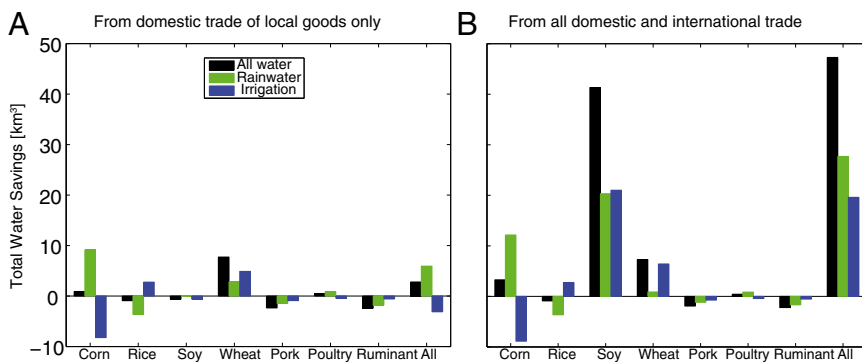 A From domestic trade of local goods only
Total Water Savings [km³]
50
40
30
20
10
0
−10
All water
Rainwater
Irrigation
Corn Rice Soy Wheat Pork Poultry Ruminant All
B From all domestic and international trade
Corn Rice Soy Wheat Pork Poultry Ruminant All